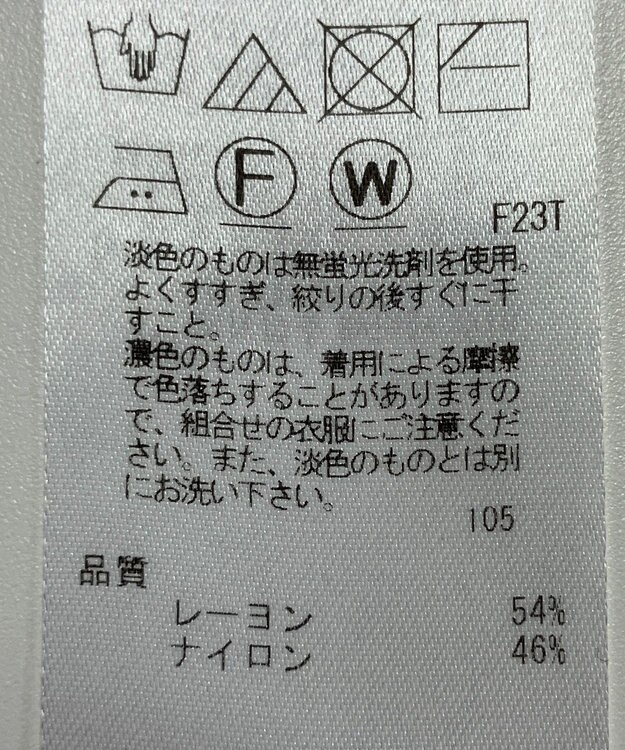 F
W
F23T
淡色のものは無蛍光洗剤を使用。
よくすすぎ、絞りの後すぐに干
すこと。
濃色のものは、着用による摩擦
で色落ちすることがありますの
で、組合せの衣服にご注意くだ
さい。また、淡色のものとは別
にお洗い下さい。
105
品質
レーヨン 54%
ナイロン 46%